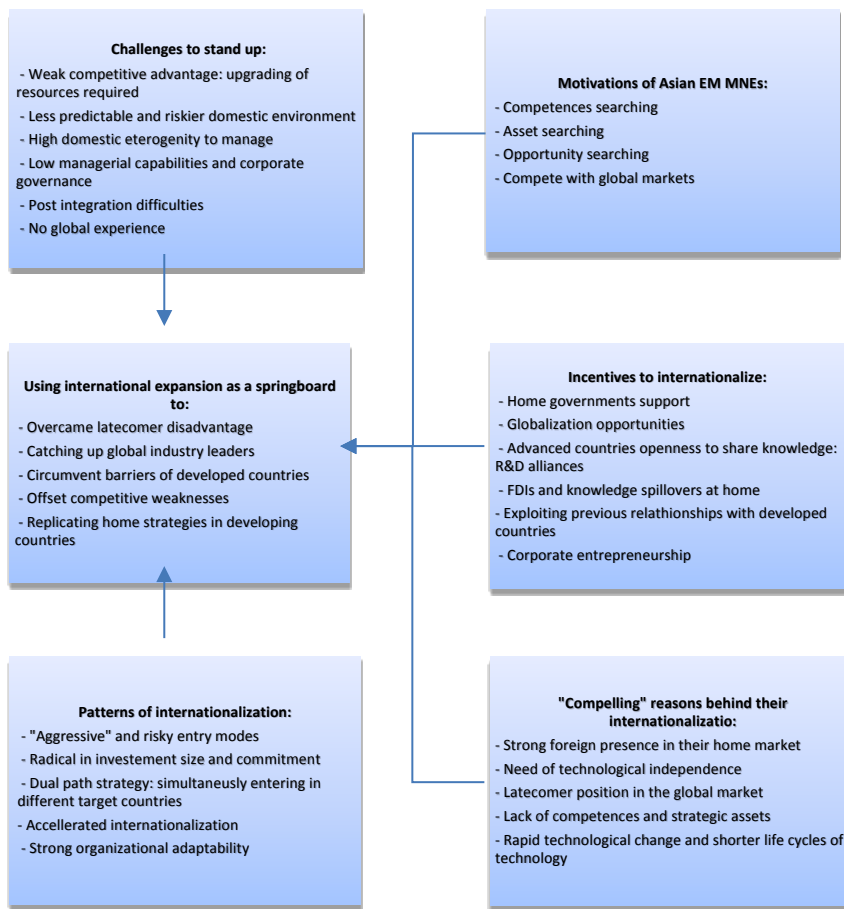 Challenges to stand up:
- Weak competitive advantage: upgrading of
resources required
- Less predictable and riskier domestic environment
- High domestic eterogenity to manage
- Low managerial capabilities and corporate
governance
- Post integration difficulties
- No global experience
Motivations of Asian EM MNEs:
- Competences searching
- Asset searching
- Opportunity searching
- Compete with global markets
Using international expansion as a springboard
to:
- Overcame latecomer disadvantage
- Catching up global industry leaders
- Circumvent barriers of developed countries
- Offset competitive weaknesses
- Replicating home strategies in developing
countries
Incentives to internationalize:
- Home governments support
- Globalization opportunities
- Advanced countries openness to share knowledge:
R&D alliances
- FDIs and knowledge spillovers at home
- Exploiting previous relathionships with developed
countries
- Corporate entrepreneurship
Patterns of internationalization:
- "Aggressive" and risky entry modes
- Radical in investement size and commitment
- Dual path strategy: simultaneusly entering in
different target countries
- Accellerated internationalization
- Strong organizational adaptability
"Compelling" reasons behind their
internationalizatio:
- Strong foreign presence in their home market
- Need of technological independence
- Latecomer position in the global market
- Lack of competences and strategic assets
- Rapid technological change and shorter life cycles of
technology